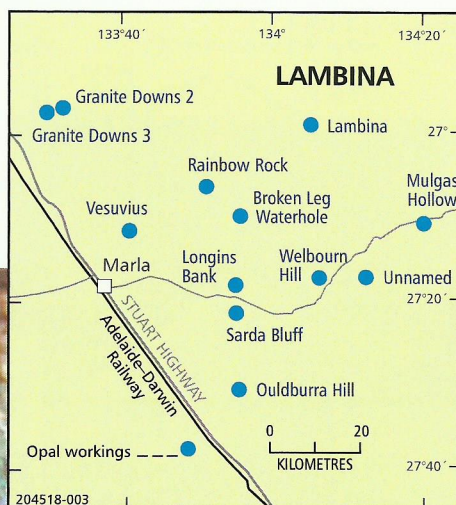 133°40´
134°
134°20´
LAMBINA
Granite Downs 2
Granite Downs 3
Lambina
27°
Rainbow Rock
Mulgas
Hollow
Broken Leg
Waterhole
Vesuvius
Longins
Bank
Welbourn
Hill
Unnamed
Marla
27°20´
STUART HIGHWAY
Adelaide–Darwin
Railway
Sarda Bluff
Ouldburra Hill
0 20
KILOMETRES
Opal workings
27°40´
204518-003